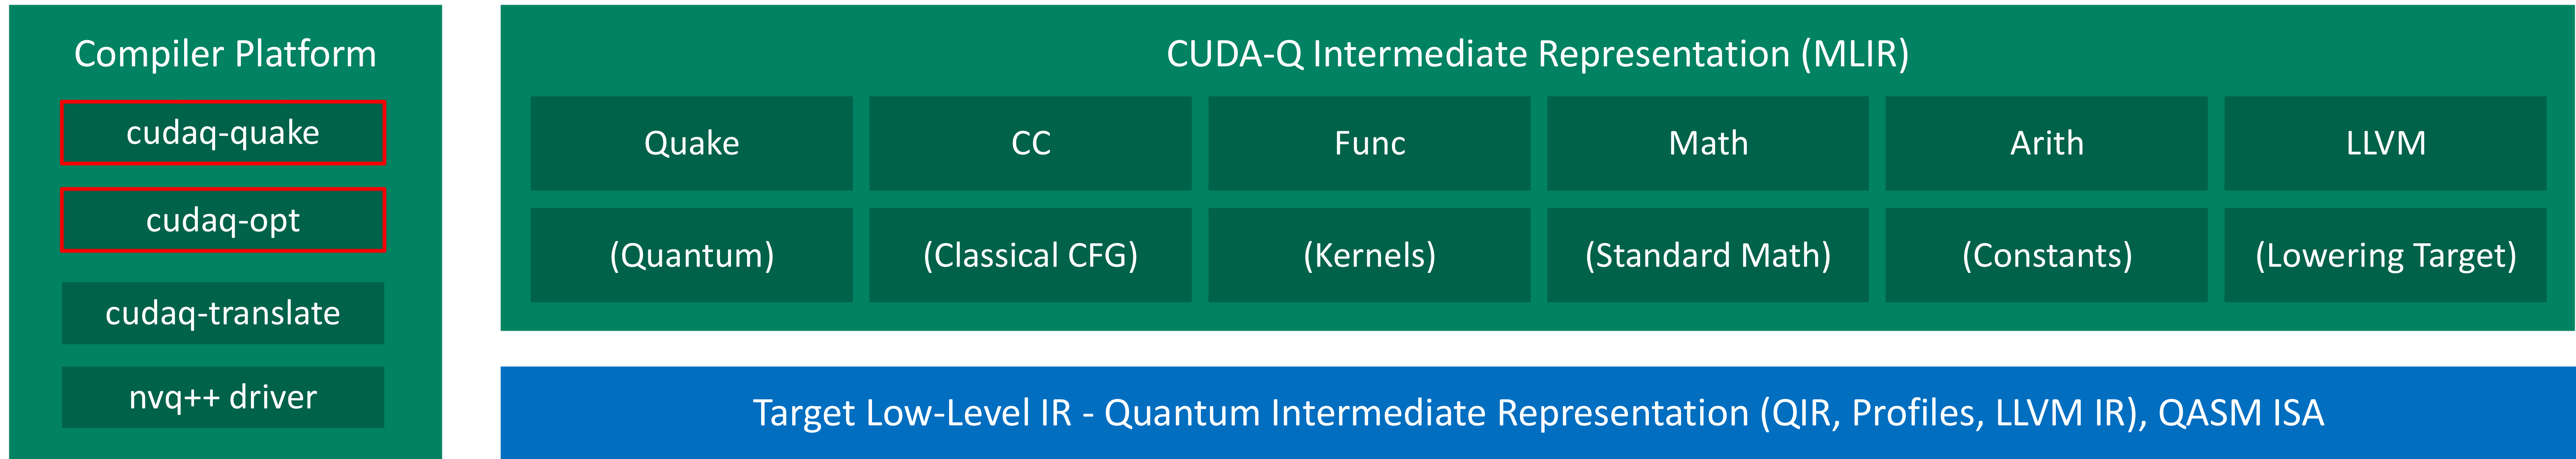 Compiler Platform
cudaq-quake
cudaq-opt
cudaq-translate
nvq++ driver
CUDA-Q Intermediate Representation (MLIR)
Quake
CC
Func
Math
Arith
LLVM
(Quantum)
(Classical CFG)
(Kernels)
(Standard Math)
(Constants)
(Lowering Target)
Target Low-Level IR - Quantum Intermediate Representation (QIR, Profiles, LLVM IR), QASM ISA